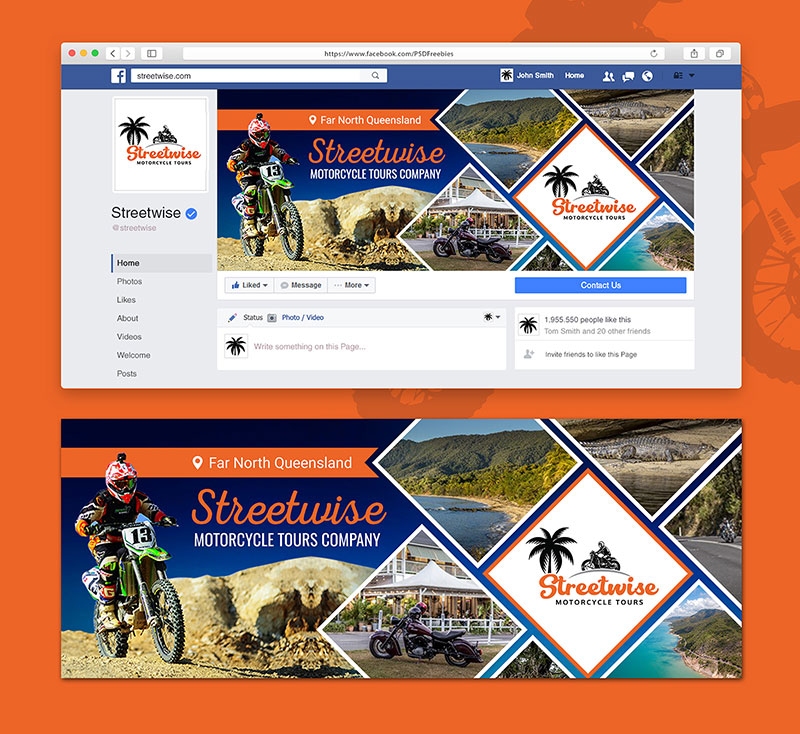 https://www.facebook.com/PSDFreebies
streetwise.com
John Smith Home
Streetwise
MOTORCYCLE TOURS
Streetwise
@streetwise
Home
Photos
Likes
About
Videos
Welcome
Posts
Far North Queensland
Streetwise
MOTORCYCLE TOURS COMPANY
13
Streetwise
MOTORCYCLE TOURS
Liked
Message
More
Contact Us
Status
Photo / Video
Write something on this Page...
1.955.550 people like this
Tom Smith and 20 other friends
Invite friends to like this Page
YAMAHA
Far North Queensland
Streetwise
MOTORCYCLE TOURS COMPANY
13
Streetwise
MOTORCYCLE TOURS